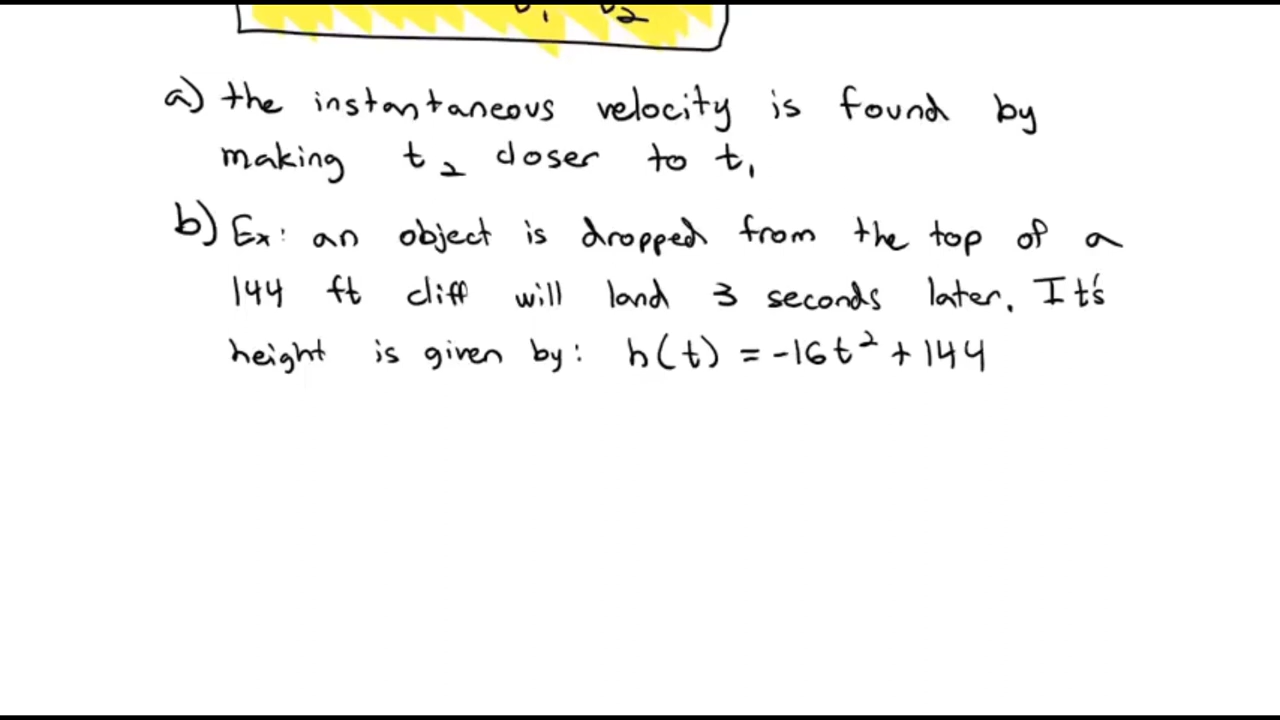 a) the instantaneous velocity is found by
making t₂ closer to t₁
b) Ex: an object is dropped from the top of a
144 ft cliff will land 3 seconds later. It's
height is given by: h(t) = -16t² + 144